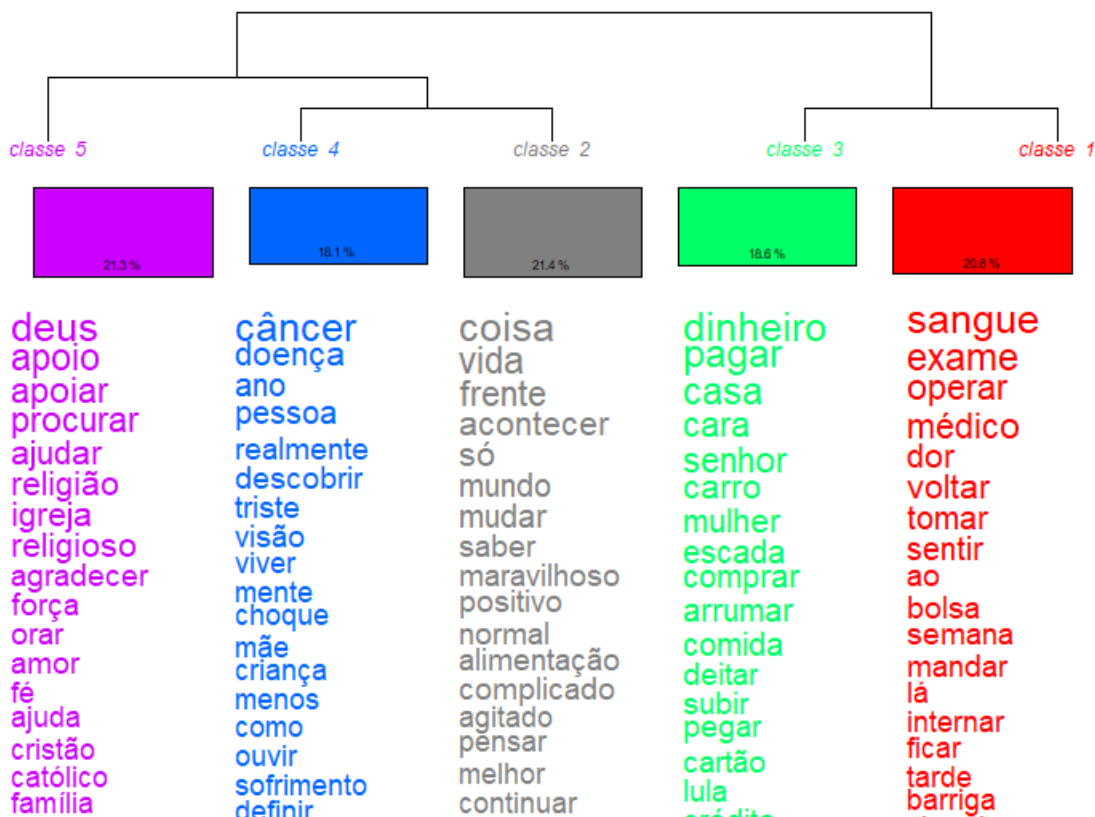 classe 5
classe 4
classe 2
classe 3
classe 1
21.3 %
18.1 %
21.4 %
18.6 %
20.6 %
deus
apoio
apoiar
procurar
ajudar
religião
igreja
religioso
agradecer
força
orar
amor
fé
ajuda
cristão
católico
família
câncer
doença
ano
pessoa
realmente
descobrir
triste
visão
viver
mente
choque
mãe
criança
menos
como
ouvir
sofrimento
definir
coisa
vida
frente
acontecer
só
mundo
mudar
saber
maravilhoso
positivo
normal
alimentação
complicado
agitado
pensar
melhor
continuar
dinheiro
pagar
casa
cara
senhor
carro
mulher
escada
comprar
arrumar
comida
deitar
subir
pegar
cartão
lula
sangue
exame
operar
médico
dor
voltar
tomar
sentir
ao
bolsa
semana
mandar
lá
internar
ficar
tarde
barriga